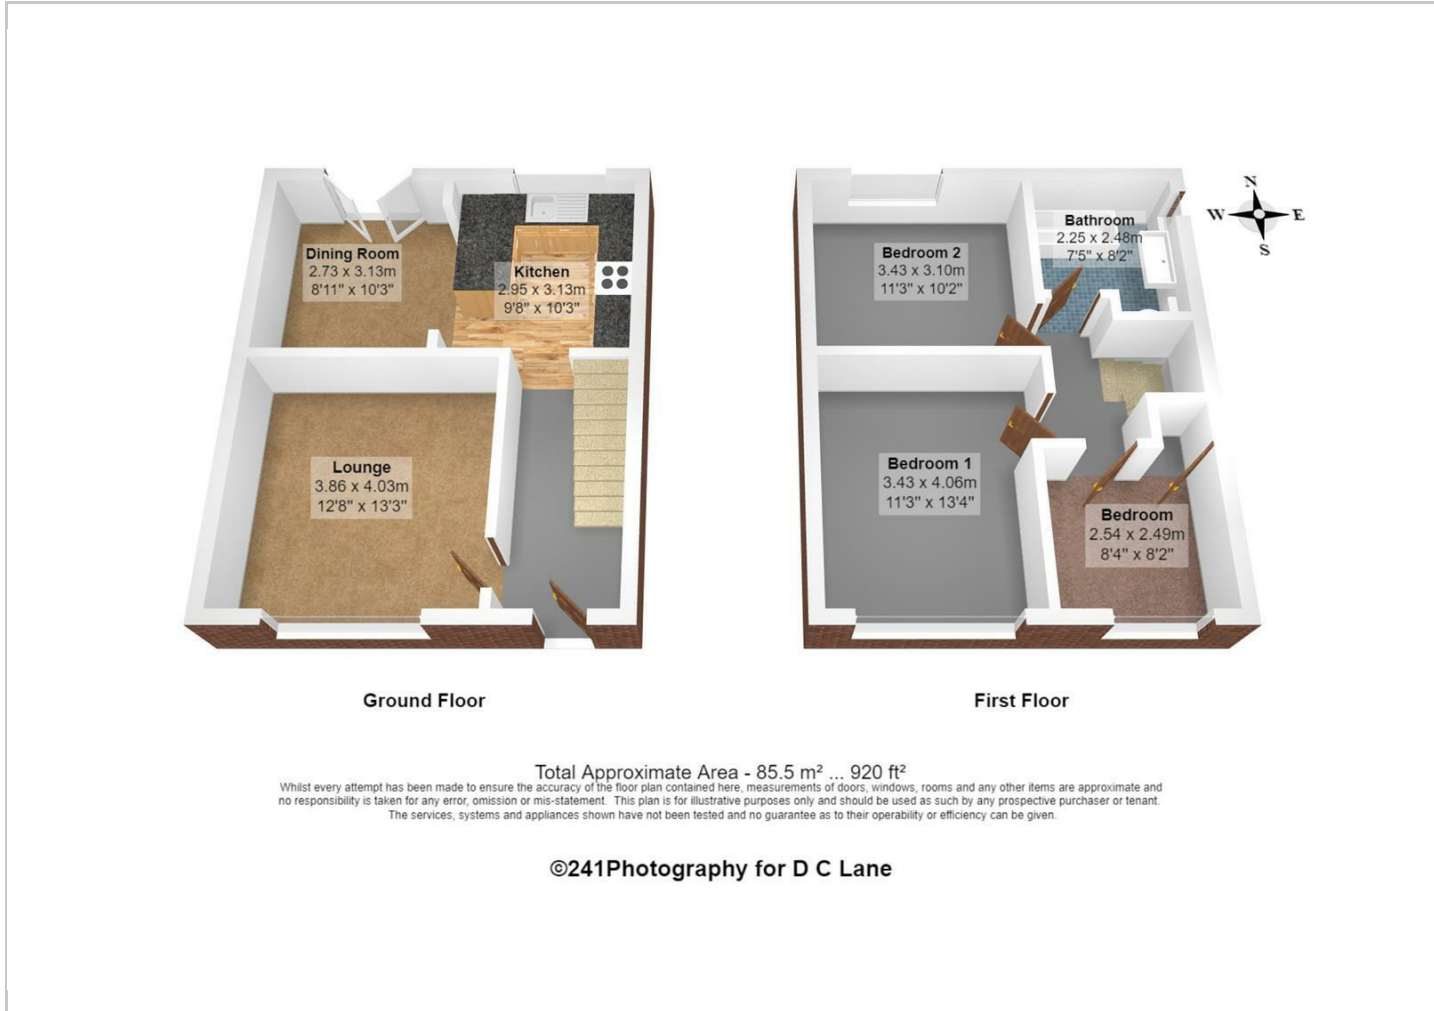 Dining Room
2.73 x 3.13m
8'11" x 10'3"
Kitchen
2.95 x 3.13m
9'8" x 10'3"
Lounge
3.86 x 4.03m
12'8" x 13'3"
Bedroom 2
3.43 x 3.10m
11'3" x 10'2"
Bathroom
2.25 x 2.48m
7'5" x 8'2"
N
W E
S
Bedroom 1
3.43 x 4.06m
11'3" x 13'4"
Bedroom
2.54 x 2.49m
8'4" x 8'2"
Ground Floor
First Floor
Total Approximate Area - 85.5 m² ... 920 ft²
Whilst every attempt has been made to ensure the accuracy of the floor plan contained here, measurements of doors, windows, rooms and any other items are approximate and
no responsibility is taken for any error, omission or mis-statement. This plan is for illustrative purposes only and should be used as such by any prospective purchaser or tenant.
The services, systems and appliances shown have not been tested and no guarantee as to their operability or efficiency can be given.
©241Photography for D C Lane